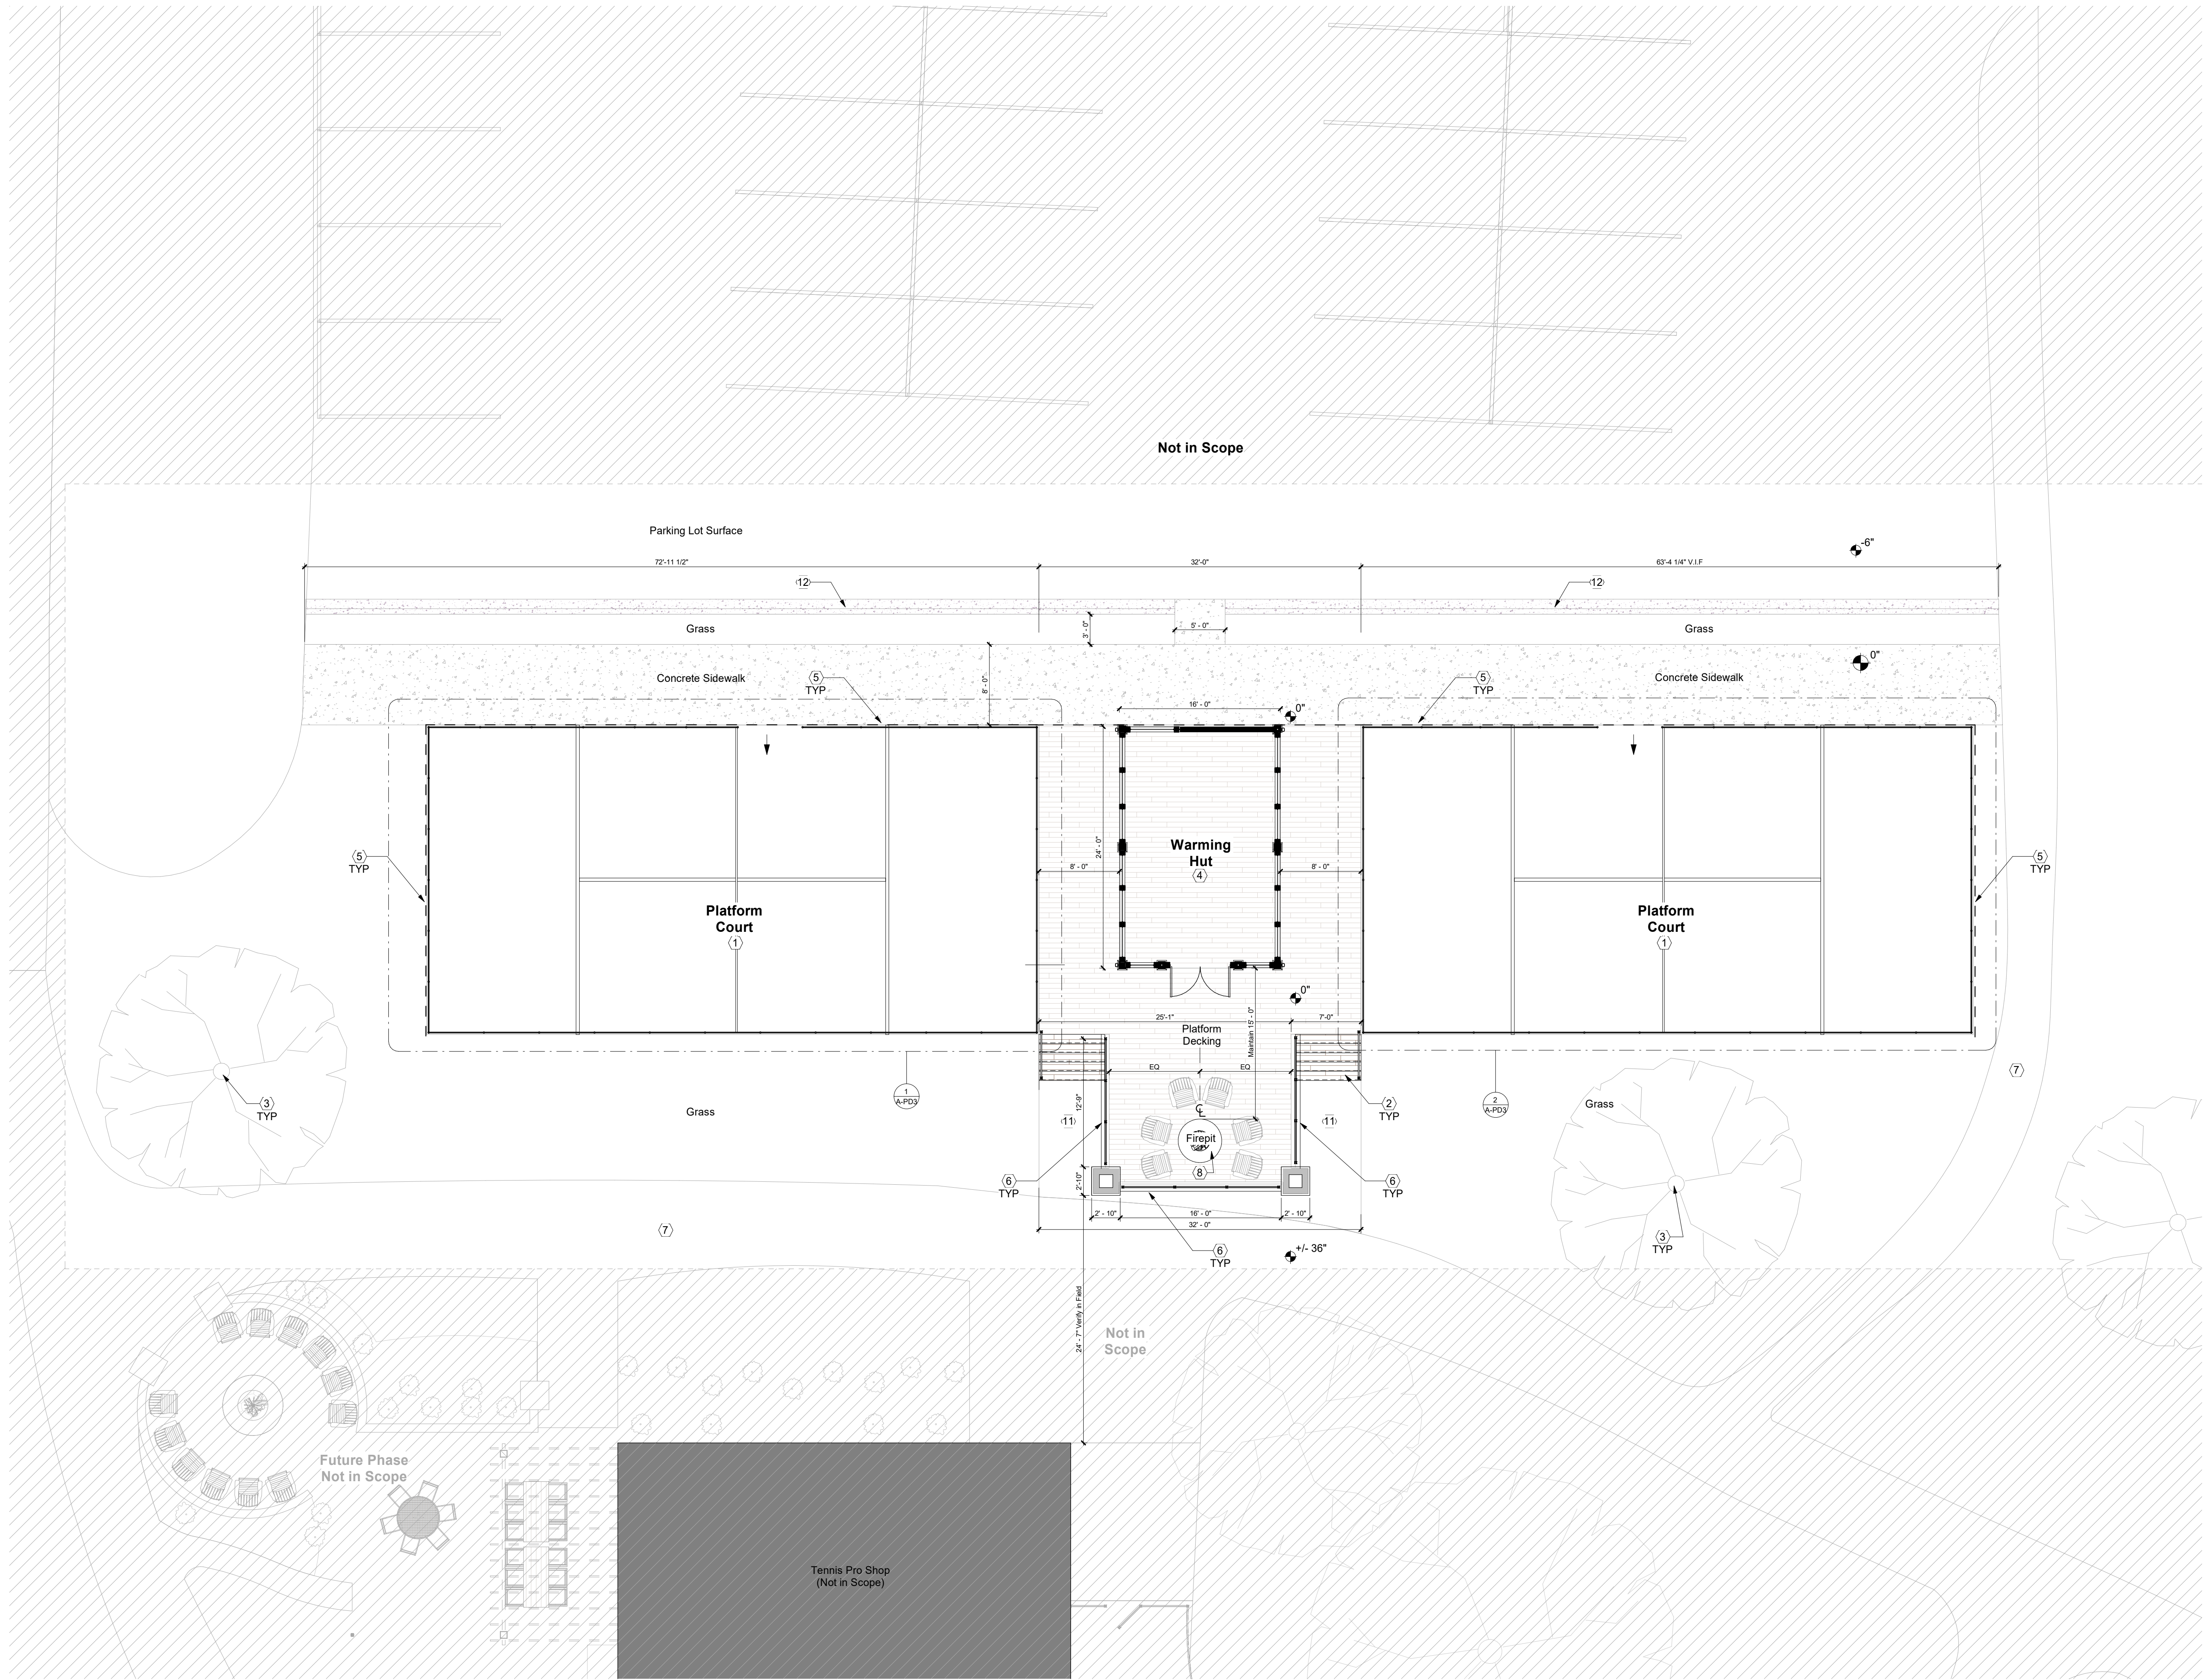 Not in Scope
Parking Lot Surface
-6"
72'-11 1/2"
32'-0"
63'-4 1/4" V.I.F
12
12
Grass
3' - 0"
5' - 0"
Grass
0"
Concrete Sidewalk
5
TYP
8' - 0"
5
TYP
Concrete Sidewalk
16' - 0"
0"
Warming
Hut
4
24' - 0"
8' - 0"
8' - 0"
5
TYP
5
TYP
Platform
Court
1
Platform
Court
1
0"
25'-1"
7'-0"
Platform
Decking
Maintain 15' - 0"
EQ
EQ
7
3
TYP
1
A-PD3
2
A-PD3
2
TYP
Grass
Grass
12'-9"
11
11
CL
Firepit
8
6
TYP
6
TYP
2'-10"
2' - 10"
16' - 0"
2' - 10"
32' - 0"
7
6
TYP
+/- 36"
3
TYP
24' - 7" Verify in Field
Not in
Scope
Future Phase
Not in Scope
Tennis Pro Shop
(Not in Scope)